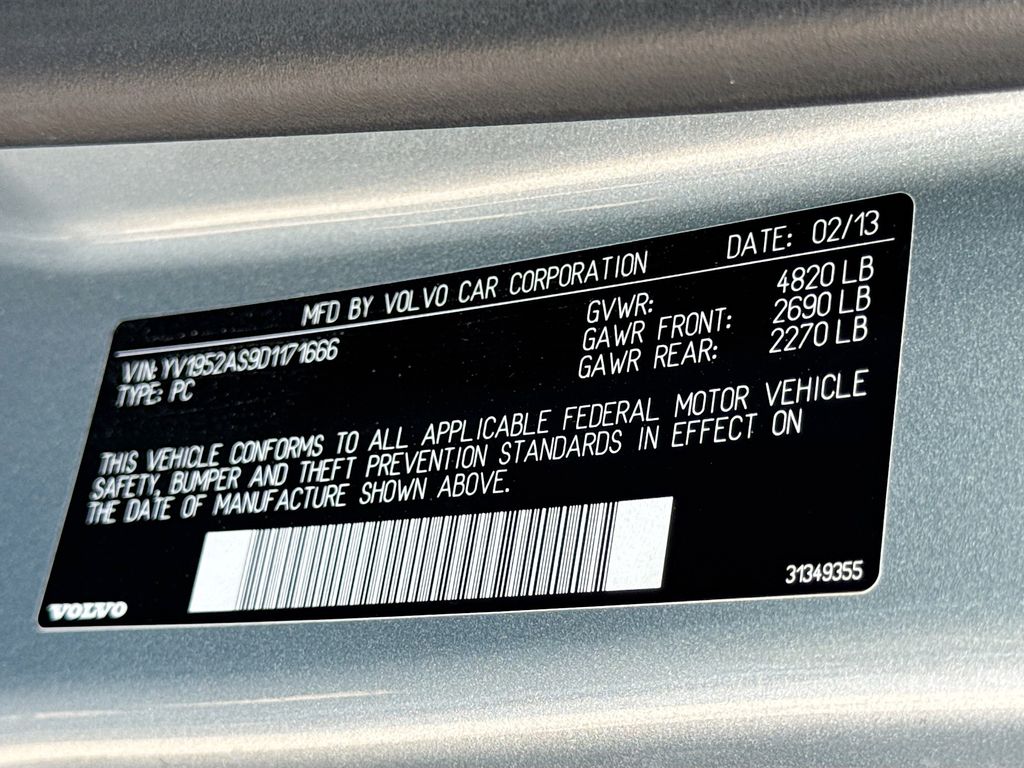 MFD BY VOLVO CAR CORPORATION DATE: 02/13
VIN: YV1952AS9D1171666
TYPE: PC
GVWR: 4820 LB
GAWR FRONT: 2690 LB
GAWR REAR: 2270 LB
THIS VEHICLE CONFORMS TO ALL APPLICABLE FEDERAL MOTOR VEHICLE
SAFETY, BUMPER AND THEFT PREVENTION STANDARDS IN EFFECT ON
THE DATE OF MANUFACTURE SHOWN ABOVE.
31349355
VOLVO